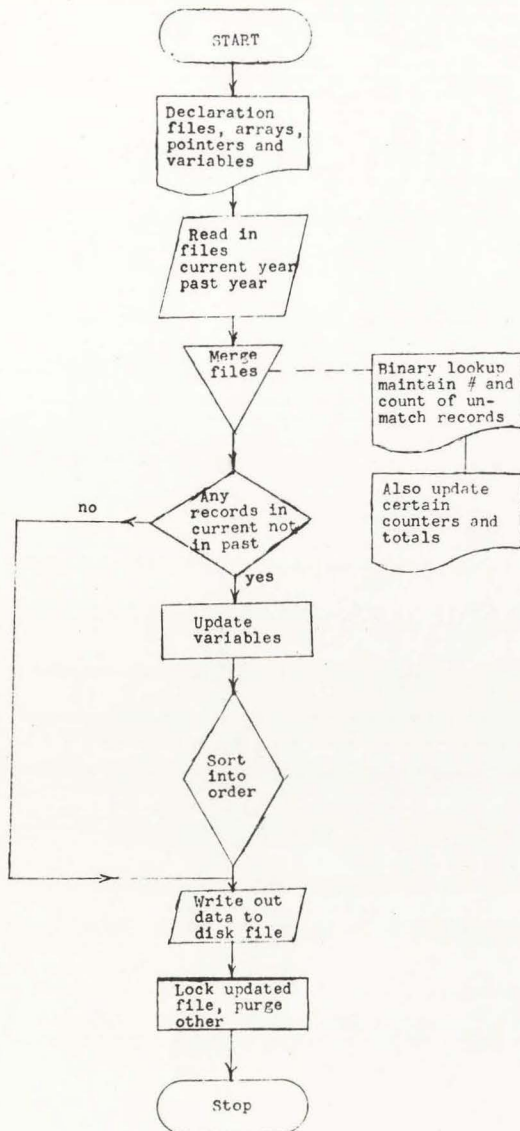 START
Declaration
files, arrays,
pointers and
variables
Read in
files
current year
past year
Merge
files
Binary lookup
maintain # and
count of un-
match records
Also update
certain
counters and
totals
Any
records in
current not
in past
no
yes
Update
variables
Sort
into
order
Write out
data to
disk file
Lock updated
file, purge
other
Stop